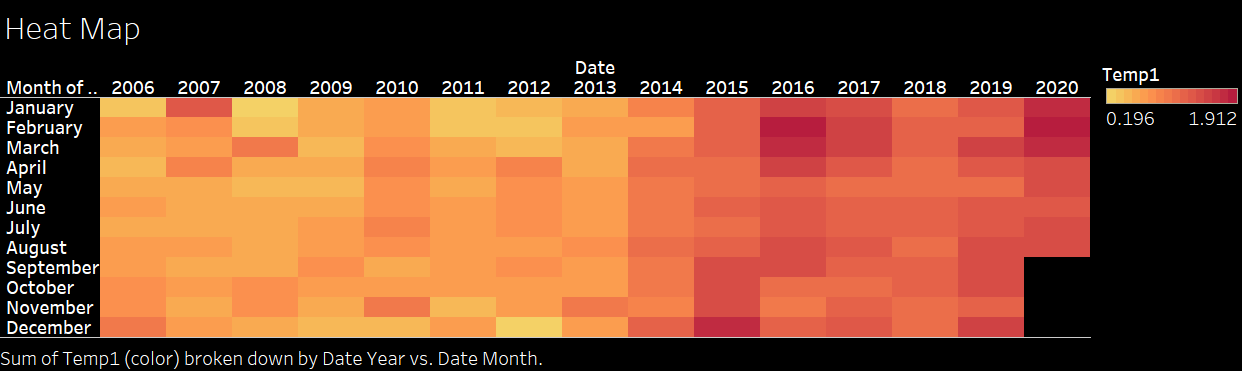 Heat Map
Date
Month of .. 2006 2007 2008 2009 2010 2011 2012 2013 2014 2015 2016 2017 2018 2019 2020
January
February
March
April
May
June
July
August
September
October
November
December
Temp1
0.196 1.912
Sum of Temp1 (color) broken down by Date Year vs. Date Month.